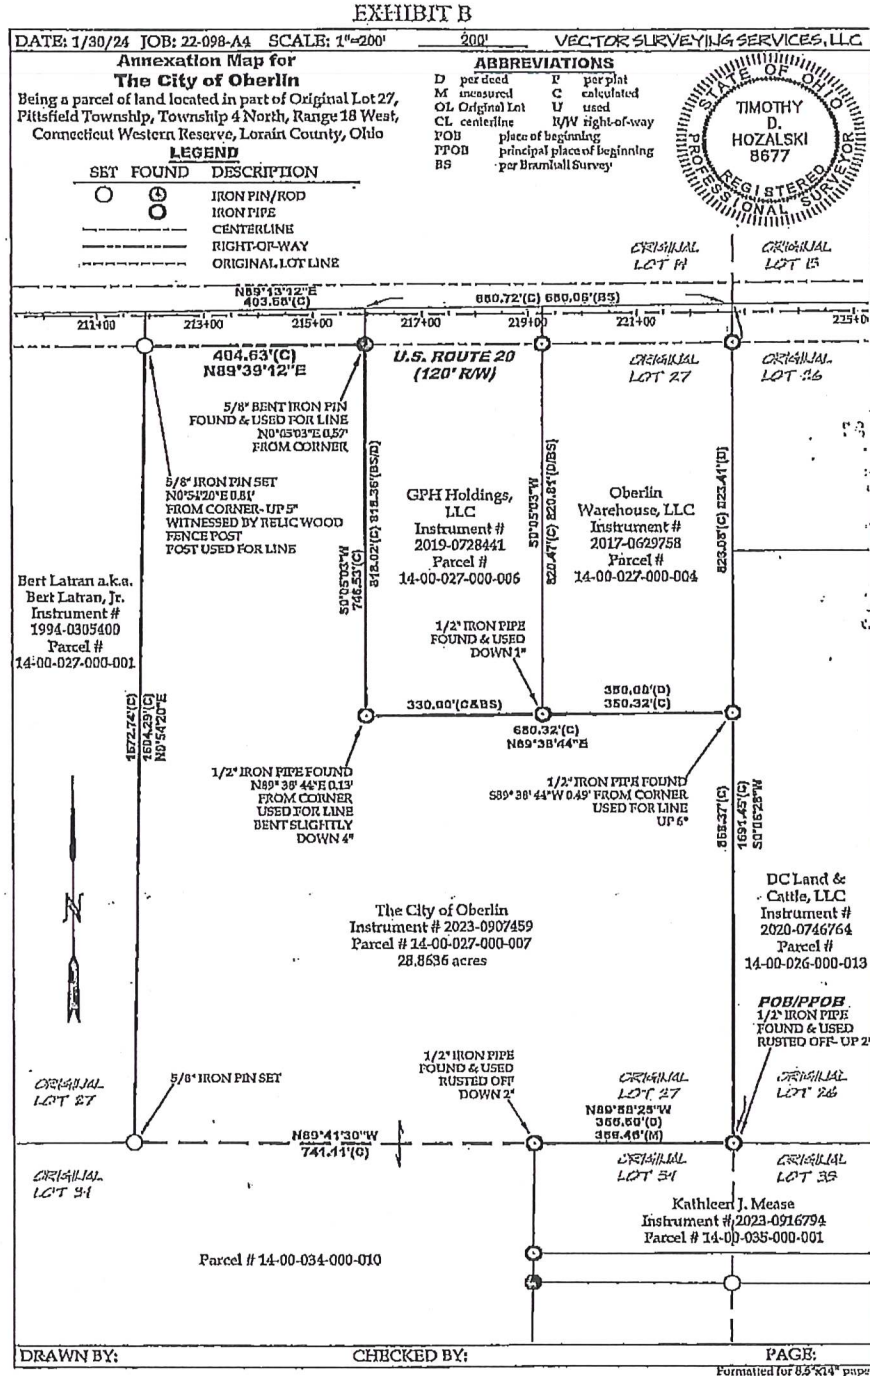 EXHIBIT B
DATE: 1/30/24 JOB: 22-098-A4 SCALE: 1"=200' 200' VECTOR SURVEYING SERVICES, LLC
Annexation Map for
The City of Oberlin
Being a parcel of land located in part of Original Lot 27,
Pittsfield Township, Township 4 North, Range 18 West,
Connecticut Western Reserve, Lorain County, Ohio
LEGEND
SET FOUND DESCRIPTION
IRON PIN/ROD
IRON PIPE
CENTERLINE
RIGHT-OF-WAY
ORIGINAL LOT LINE
ABBREVIATIONS
D per deed P per plat
M measured C calculated
OL Original Lot U used
CL centerline R/W right-of-way
POB place of beginning
PPOB principal place of beginning
BS per Bramhall Survey
STATE OF OHIO
TIMOTHY
D.
HOZALSKI
8677
REGISTERED
PROFESSIONAL SURVEYOR
ORIGINAL
LOT 14
ORIGINAL
LOT 15
N89°13'12"E
403.68'(C)
660.72'(C) 660.06'(BS)
211+00 213+00 215+00 217+00 219+00 221+00 225+0
404.63'(C)
N89°39'12"E
U.S. ROUTE 20
(120' R/W)
ORIGINAL
LOT 27
ORIGINAL
LOT 26
5/8" BENT IRON PIN
FOUND & USED FOR LINE
N0°05'03"E 0.57'
FROM CORNER
5/8" IRON PIN SET
N0°54'20"E 0.81'
FROM CORNER-UP 5"
WITNESSED BY RELIC WOOD
FENCE POST
POST USED FOR LINE
S0°05'03"W
746.53'(C)
818.02'(C) 818.36'(BS/D)
GPH Holdings,
LLC
Instrument #
2019-0728441
Parcel #
14-00-027-000-006
S0°05'03"W
820.47'(C) 820.81'(D/BS)
Oberlin
Warehouse, LLC
Instrument #
2017-0629758
Parcel #
14-00-027-000-004
823.08'(C) 823.41'(D)
Bert Latran a.k.a.
Bert Latran, Jr.
Instrument #
1994-0305400
Parcel #
14-00-027-000-001
1/2" IRON PIPE
FOUND & USED
DOWN 1"
330.00'(C&BS)
350.00'(D)
350.32'(C)
680.32'(C)
N89°38'44"E
1672.74'(C)
1604.29'(C)
N0°54'20"E
1/2" IRON PIPE FOUND
N89°38'44"E 0.13'
FROM CORNER
USED FOR LINE
BENT SLIGHTLY
DOWN 4"
1/2" IRON PIPE FOUND
S89°38'44"W 0.49' FROM CORNER
USED FOR LINE
UP 6"
868.37'(C)
1691.45'(C)
S0°06'28"W
N
The City of Oberlin
Instrument # 2023-0907459
Parcel # 14-00-027-000-007
28.8636 acres
DC Land &
Cattle, LLC
Instrument #
2020-0746764
Parcel #
14-00-026-000-013
POB/PPOB
1/2" IRON PIPE
FOUND & USED
RUSTED OFF-UP 2"
1/2" IRON PIPE
FOUND & USED
RUSTED OFF
DOWN 2"
5/8" IRON PIN SET
ORIGINAL
LOT 27
ORIGINAL
LOT 27
ORIGINAL
LOT 26
N89°41'30"W
741.11'(C)
N89°58'25"W
356.50'(D)
356.46'(M)
ORIGINAL
LOT 34
ORIGINAL
LOT 34
ORIGINAL
LOT 35
Kathleen J. Mease
Instrument # 2023-0916794
Parcel # 14-00-035-000-001
Parcel # 14-00-034-000-010
DRAWN BY: CHECKED BY: PAGE:
Formatted for 8.5"x14" paper